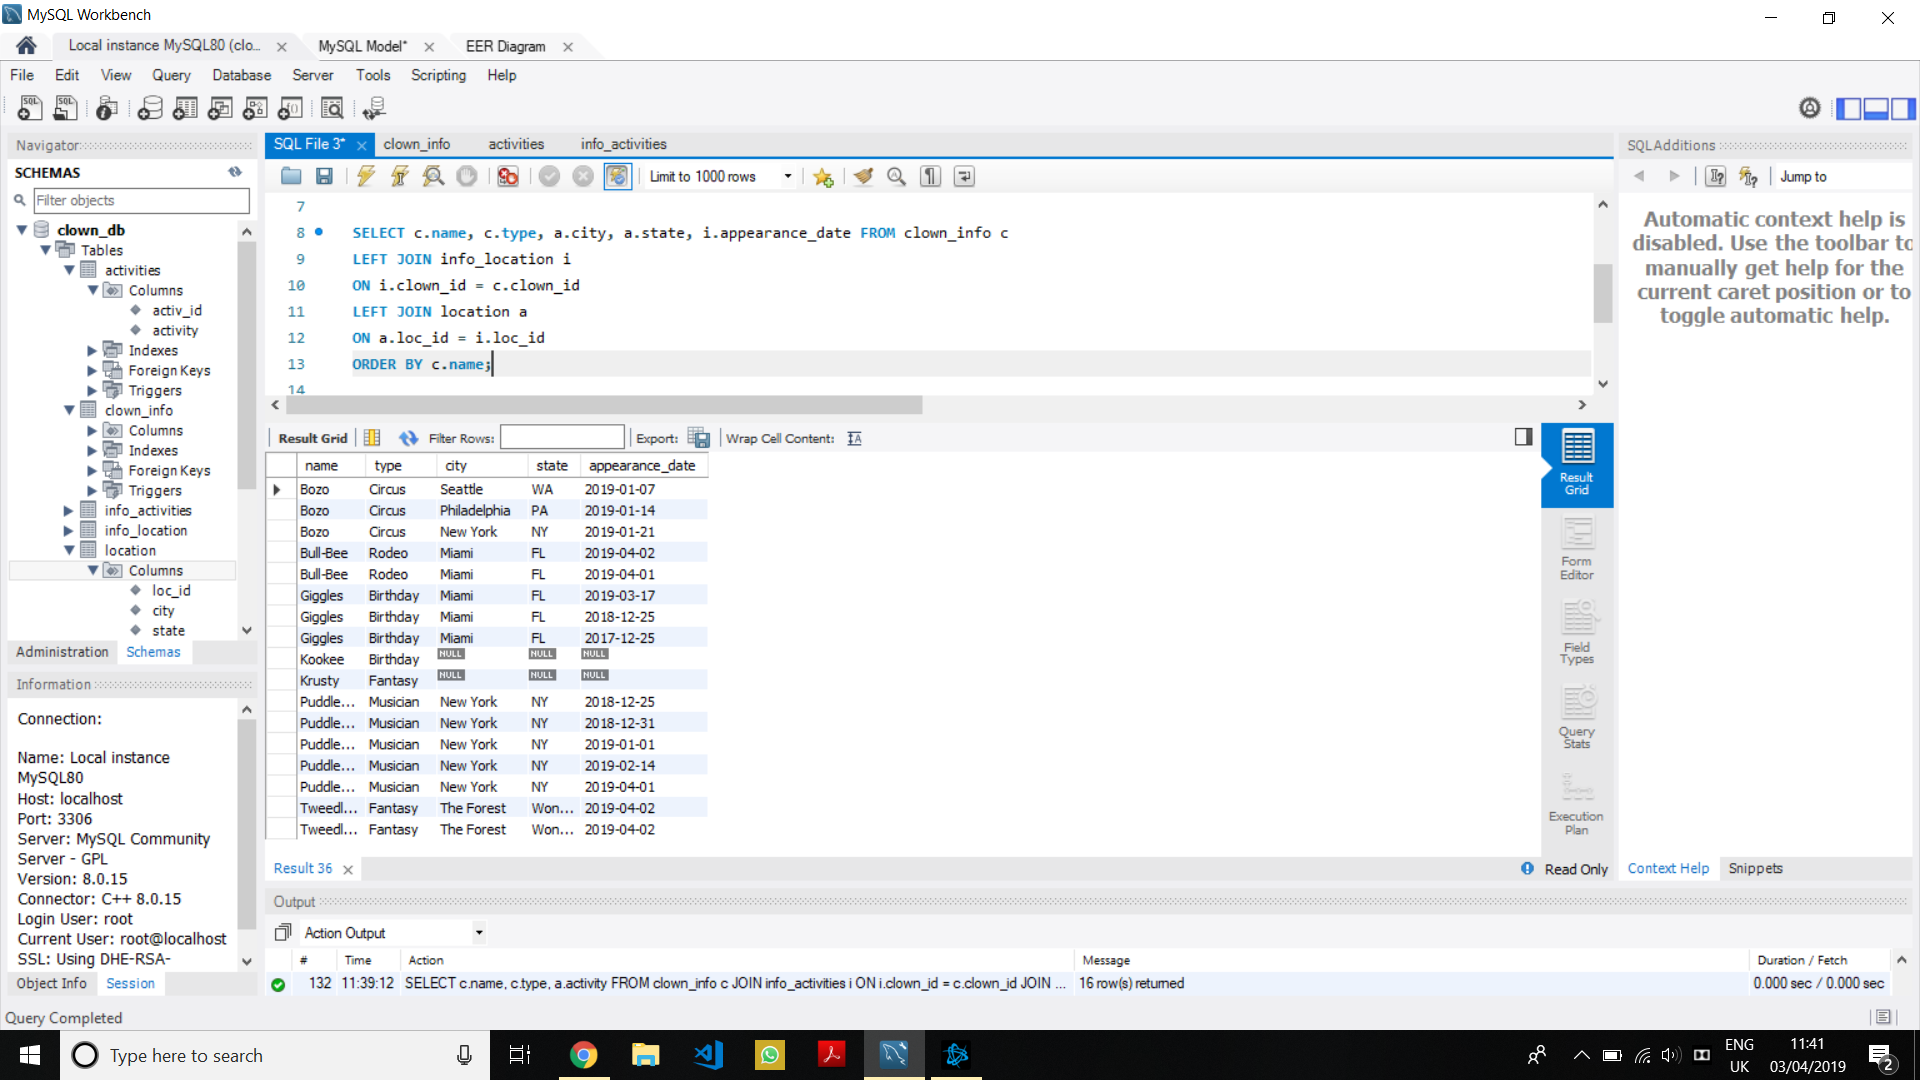 MySQL Workbench
Local instance MySQL80 (clo...
MySQL Model*
EER Diagram
File Edit View Query Database Server Tools Scripting Help
Navigator
SCHEMAS
Filter objects
clown_db
Tables
activities
Columns
activ_id
activity
Indexes
Foreign Keys
Triggers
clown_info
Columns
Indexes
Foreign Keys
Triggers
info_activities
info_location
location
Columns
loc_id
city
state
Administration Schemas
Information
Connection:
Name: Local instance
MySQL80
Host: localhost
Port: 3306
Server: MySQL Community
Server - GPL
Version: 8.0.15
Connector: C++ 8.0.15
Login User: root
Current User: root@localhost
SSL: Using DHE-RSA-
Object Info Session
SQL File 3* clown_info activities info_activities
Limit to 1000 rows
7
8 SELECT c.name, c.type, a.city, a.state, i.appearance_date FROM clown_info c
9 LEFT JOIN info_location i
10 ON i.clown_id = c.clown_id
11 LEFT JOIN location a
12 ON a.loc_id = i.loc_id
13 ORDER BY c.name;
14
Result Grid Filter Rows: Export: Wrap Cell Content:
name type city state appearance_date
Bozo Circus Seattle WA 2019-01-07
Bozo Circus Philadelphia PA 2019-01-14
Bozo Circus New York NY 2019-01-21
Bull-Bee Rodeo Miami FL 2019-04-02
Bull-Bee Rodeo Miami FL 2019-04-01
Giggles Birthday Miami FL 2019-03-17
Giggles Birthday Miami FL 2018-12-25
Giggles Birthday Miami FL 2017-12-25
Kookee Birthday NULL NULL NULL
Krusty Fantasy NULL NULL NULL
Puddle... Musician New York NY 2018-12-25
Puddle... Musician New York NY 2018-12-31
Puddle... Musician New York NY 2019-01-01
Puddle... Musician New York NY 2019-02-14
Puddle... Musician New York NY 2019-04-01
Tweedl... Fantasy The Forest Won... 2019-04-02
Tweedl... Fantasy The Forest Won... 2019-04-02
Result Grid
Form Editor
Field Types
Query Stats
Execution Plan
Result 36
Read Only
SQLAdditions
Jump to
Automatic context help is
disabled. Use the toolbar to
manually get help for the
current caret position or to
toggle automatic help.
Context Help Snippets
Output
Action Output
# Time Action Message Duration / Fetch
132 11:39:12 SELECT c.name, c.type, a.activity FROM clown_info c JOIN info_activities i ON i.clown_id = c.clown_id JOIN ... 16 row(s) returned 0.000 sec / 0.000 sec
Query Completed
Type here to search
ENG
UK
11:41
03/04/2019
2